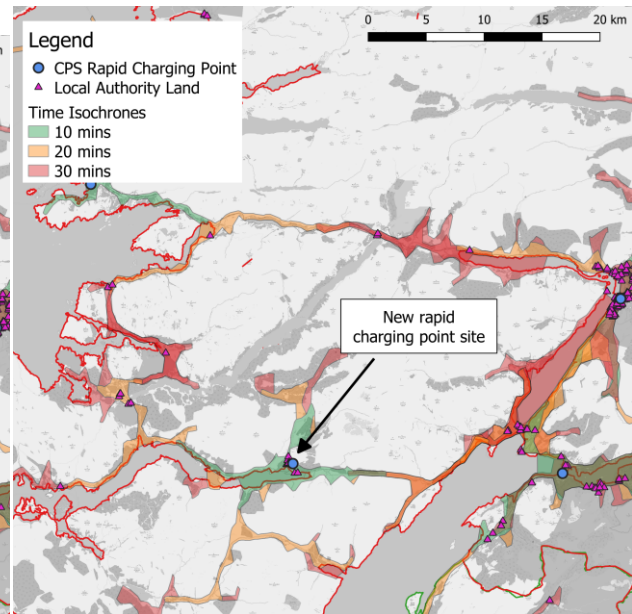 0 5 10 15 20 km
Legend
CPS Rapid Charging Point
Local Authority Land
Time Isochrones
10 mins
20 mins
30 mins
New rapid
charging point site